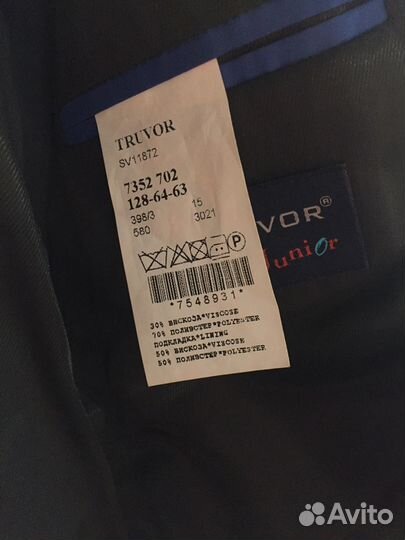 TRUVOR
SV11872
7352 702
128-64-63
398/3 15
580 3021
P
*7548931*
30% ВИСКОЗА*VISCOSE
70% ПОЛИЭСТЕР*POLYESTER
ПОДКЛАДКА*LINING
50% ВИСКОЗА*VISCOSE
50% ПОЛИЭСТЕР*POLYESTER
VOR®
Junior
Avito